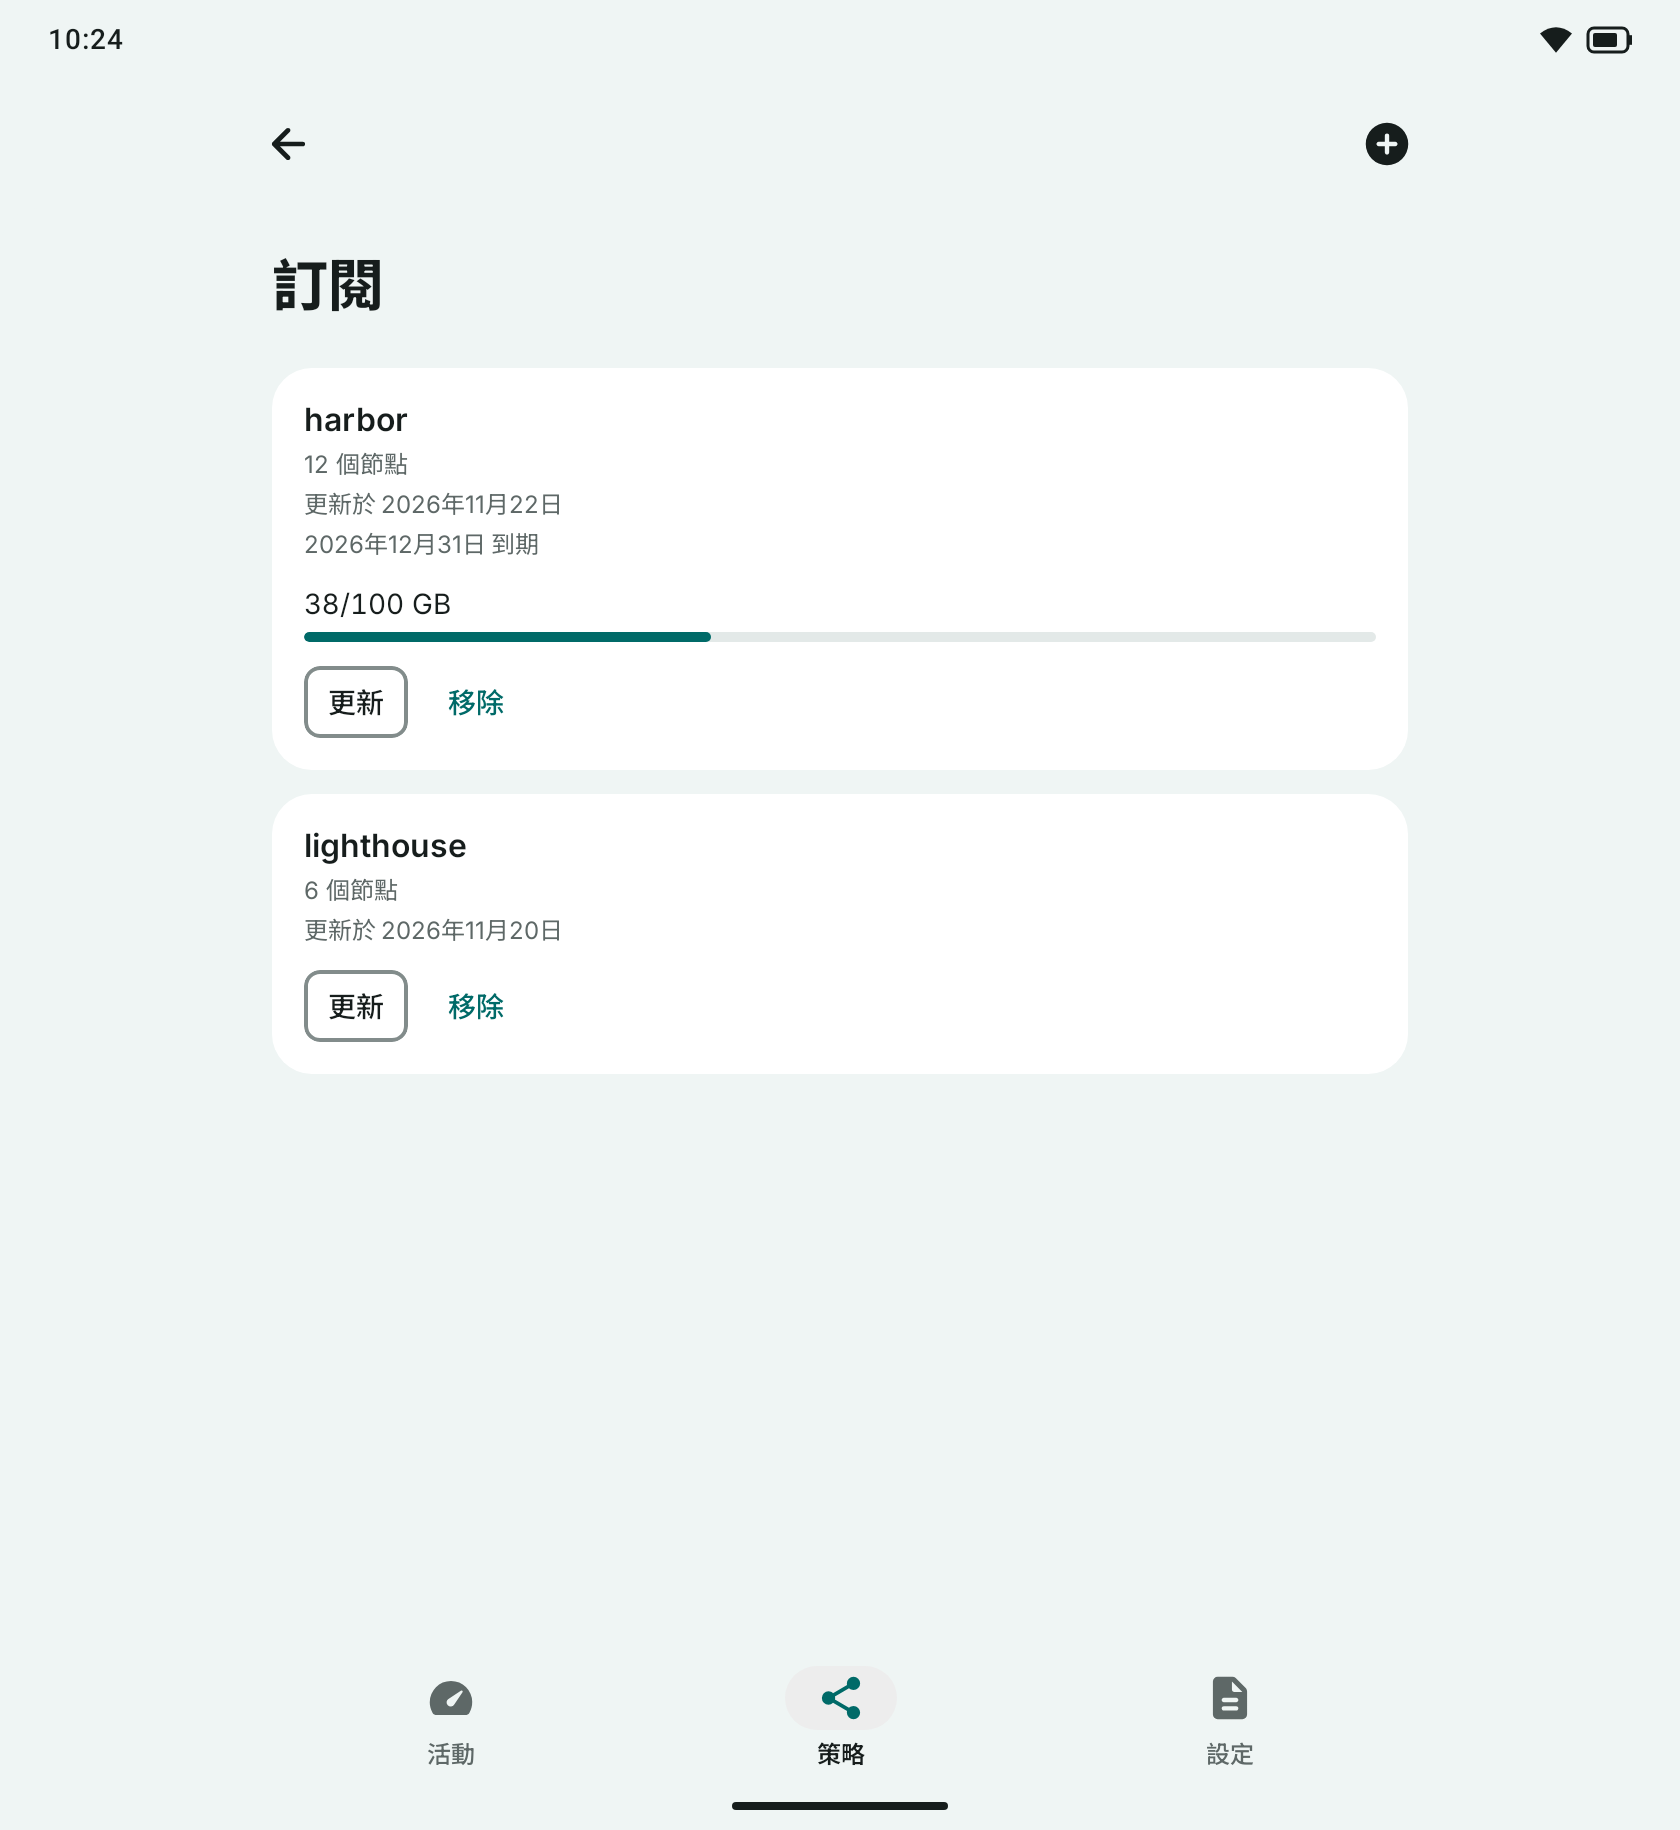 10:24
訂閱
harbor
12 個節點
更新於 2026年11月22日
2026年12月31日 到期
38/100 GB
更新 移除
lighthouse
6 個節點
更新於 2026年11月20日
更新 移除
活動 策略 設定